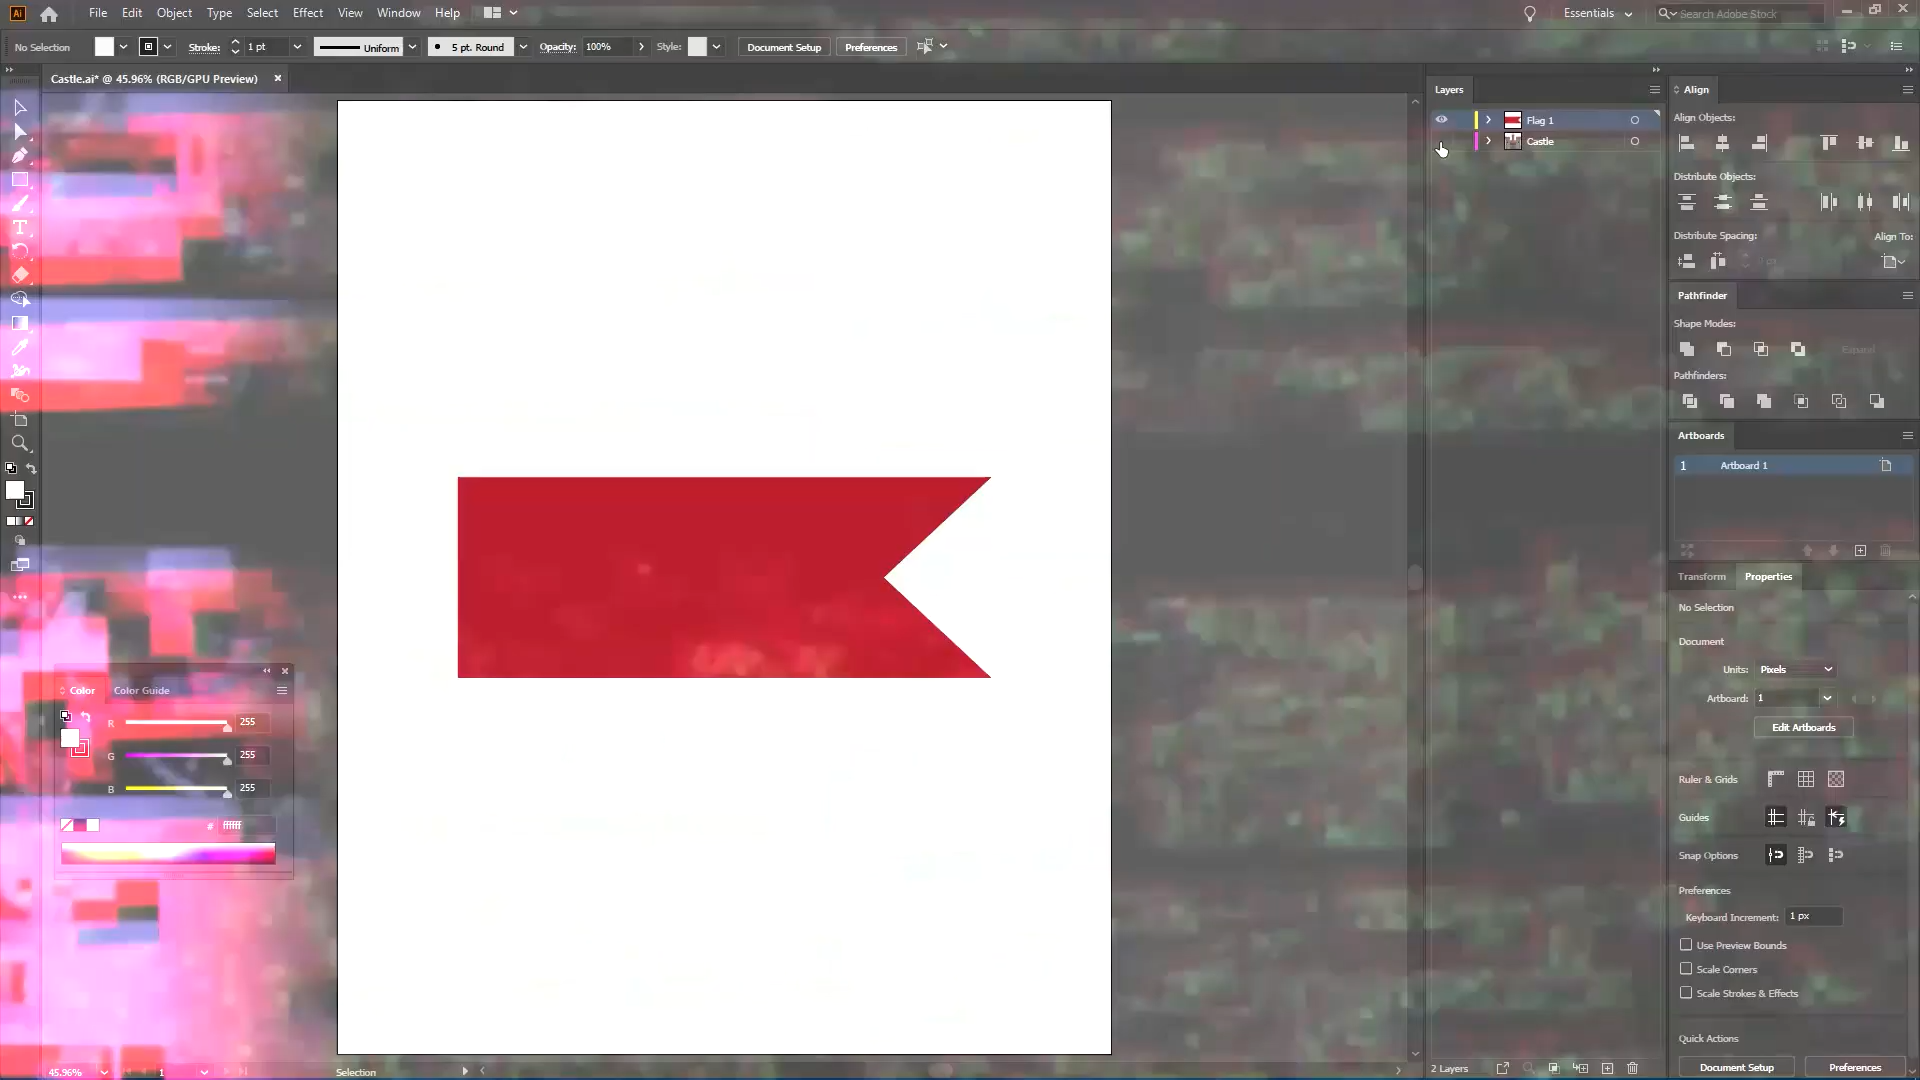 Ai File Edit Object Type Select Effect View Window Help Essentials Search Adobe Stock
No Selection Stroke: 1 pt Uniform 5 pt. Round Opacity: 100% Style: Document Setup Preferences
Castle.ai* @ 45.96% (RGB/GPU Preview)
Layers
Flag 1
Castle
Align
Align Objects:
Distribute Objects:
Distribute Spacing: Align To:
Pathfinder
Shape Modes:
Expand
Pathfinders:
Artboards
1 Artboard 1
Transform Properties
No Selection
Document
Units: Pixels
Artboard: 1
Edit Artboards
Ruler & Grids
Guides
Snap Options
Preferences
Keyboard Increment: 1 px
Use Preview Bounds
Scale Corners
Scale Strokes & Effects
Quick Actions
Document Setup Preferences
Color Color Guide
R 255
G 255
B 255
# ffffff
45.96% 1 Selection 2 Layers